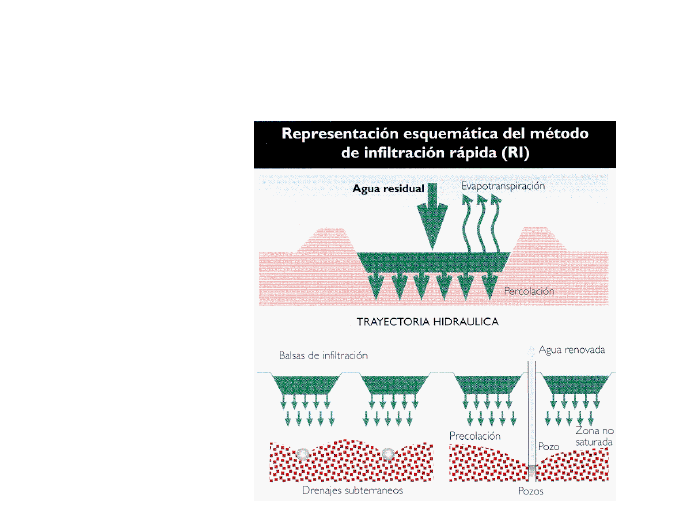 Representación esquemática del método
de infiltración rápida (RI)
Agua residual
Evapotranspiración
Percolación
TRAYECTORIA HIDRAULICA
Balsas de infiltración
Agua renovada
Precolación
Pozo
Zona no
saturada
Drenajes subterraneos
Pozos